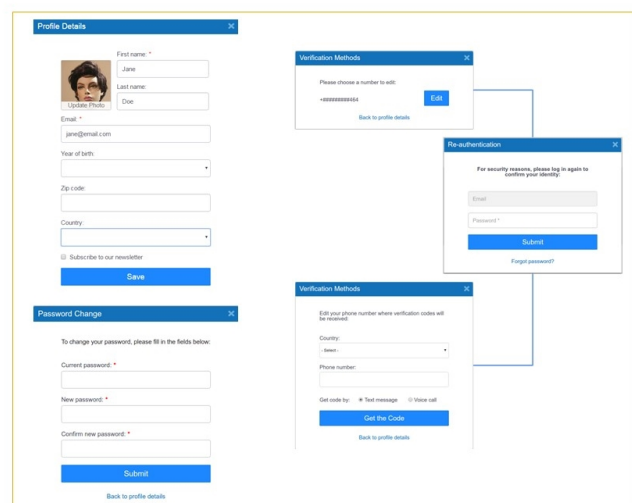 Profile Details
First name: *
Jane
Last name:
Doe
Update Photo
Email: *
jane@email.com
Year of birth:
Zip code:
Country:
Subscribe to our newsletter
Save
Password Change
To change your password, please fill in the fields below:
Current password: *
New password: *
Confirm new password: *
Submit
Back to profile details
Verification Methods
Please choose a number to edit:
+##########464
Edit
Back to profile details
Re-authentication
For security reasons, please log in again to
confirm your identity:
Email
Password *
Submit
Forgot password?
Verification Methods
Edit your phone number where verification codes will
be received:
Country:
- Select -
Phone number:
Get code by: Text message Voice call
Get the Code
Back to profile details